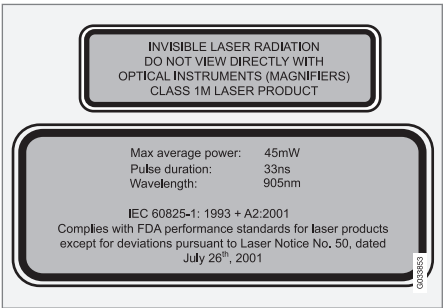 INVISIBLE LASER RADIATION
DO NOT VIEW DIRECTLY WITH
OPTICAL INSTRUMENTS (MAGNIFIERS)
CLASS 1M LASER PRODUCT
Max average power: 45mW
Pulse duration: 33ns
Wavelength: 905nm
IEC 60825-1: 1993 + A2:2001
Complies with FDA performance standards for laser products
except for deviations pursuant to Laser Notice No. 50, dated
July 26th, 2001
G033853